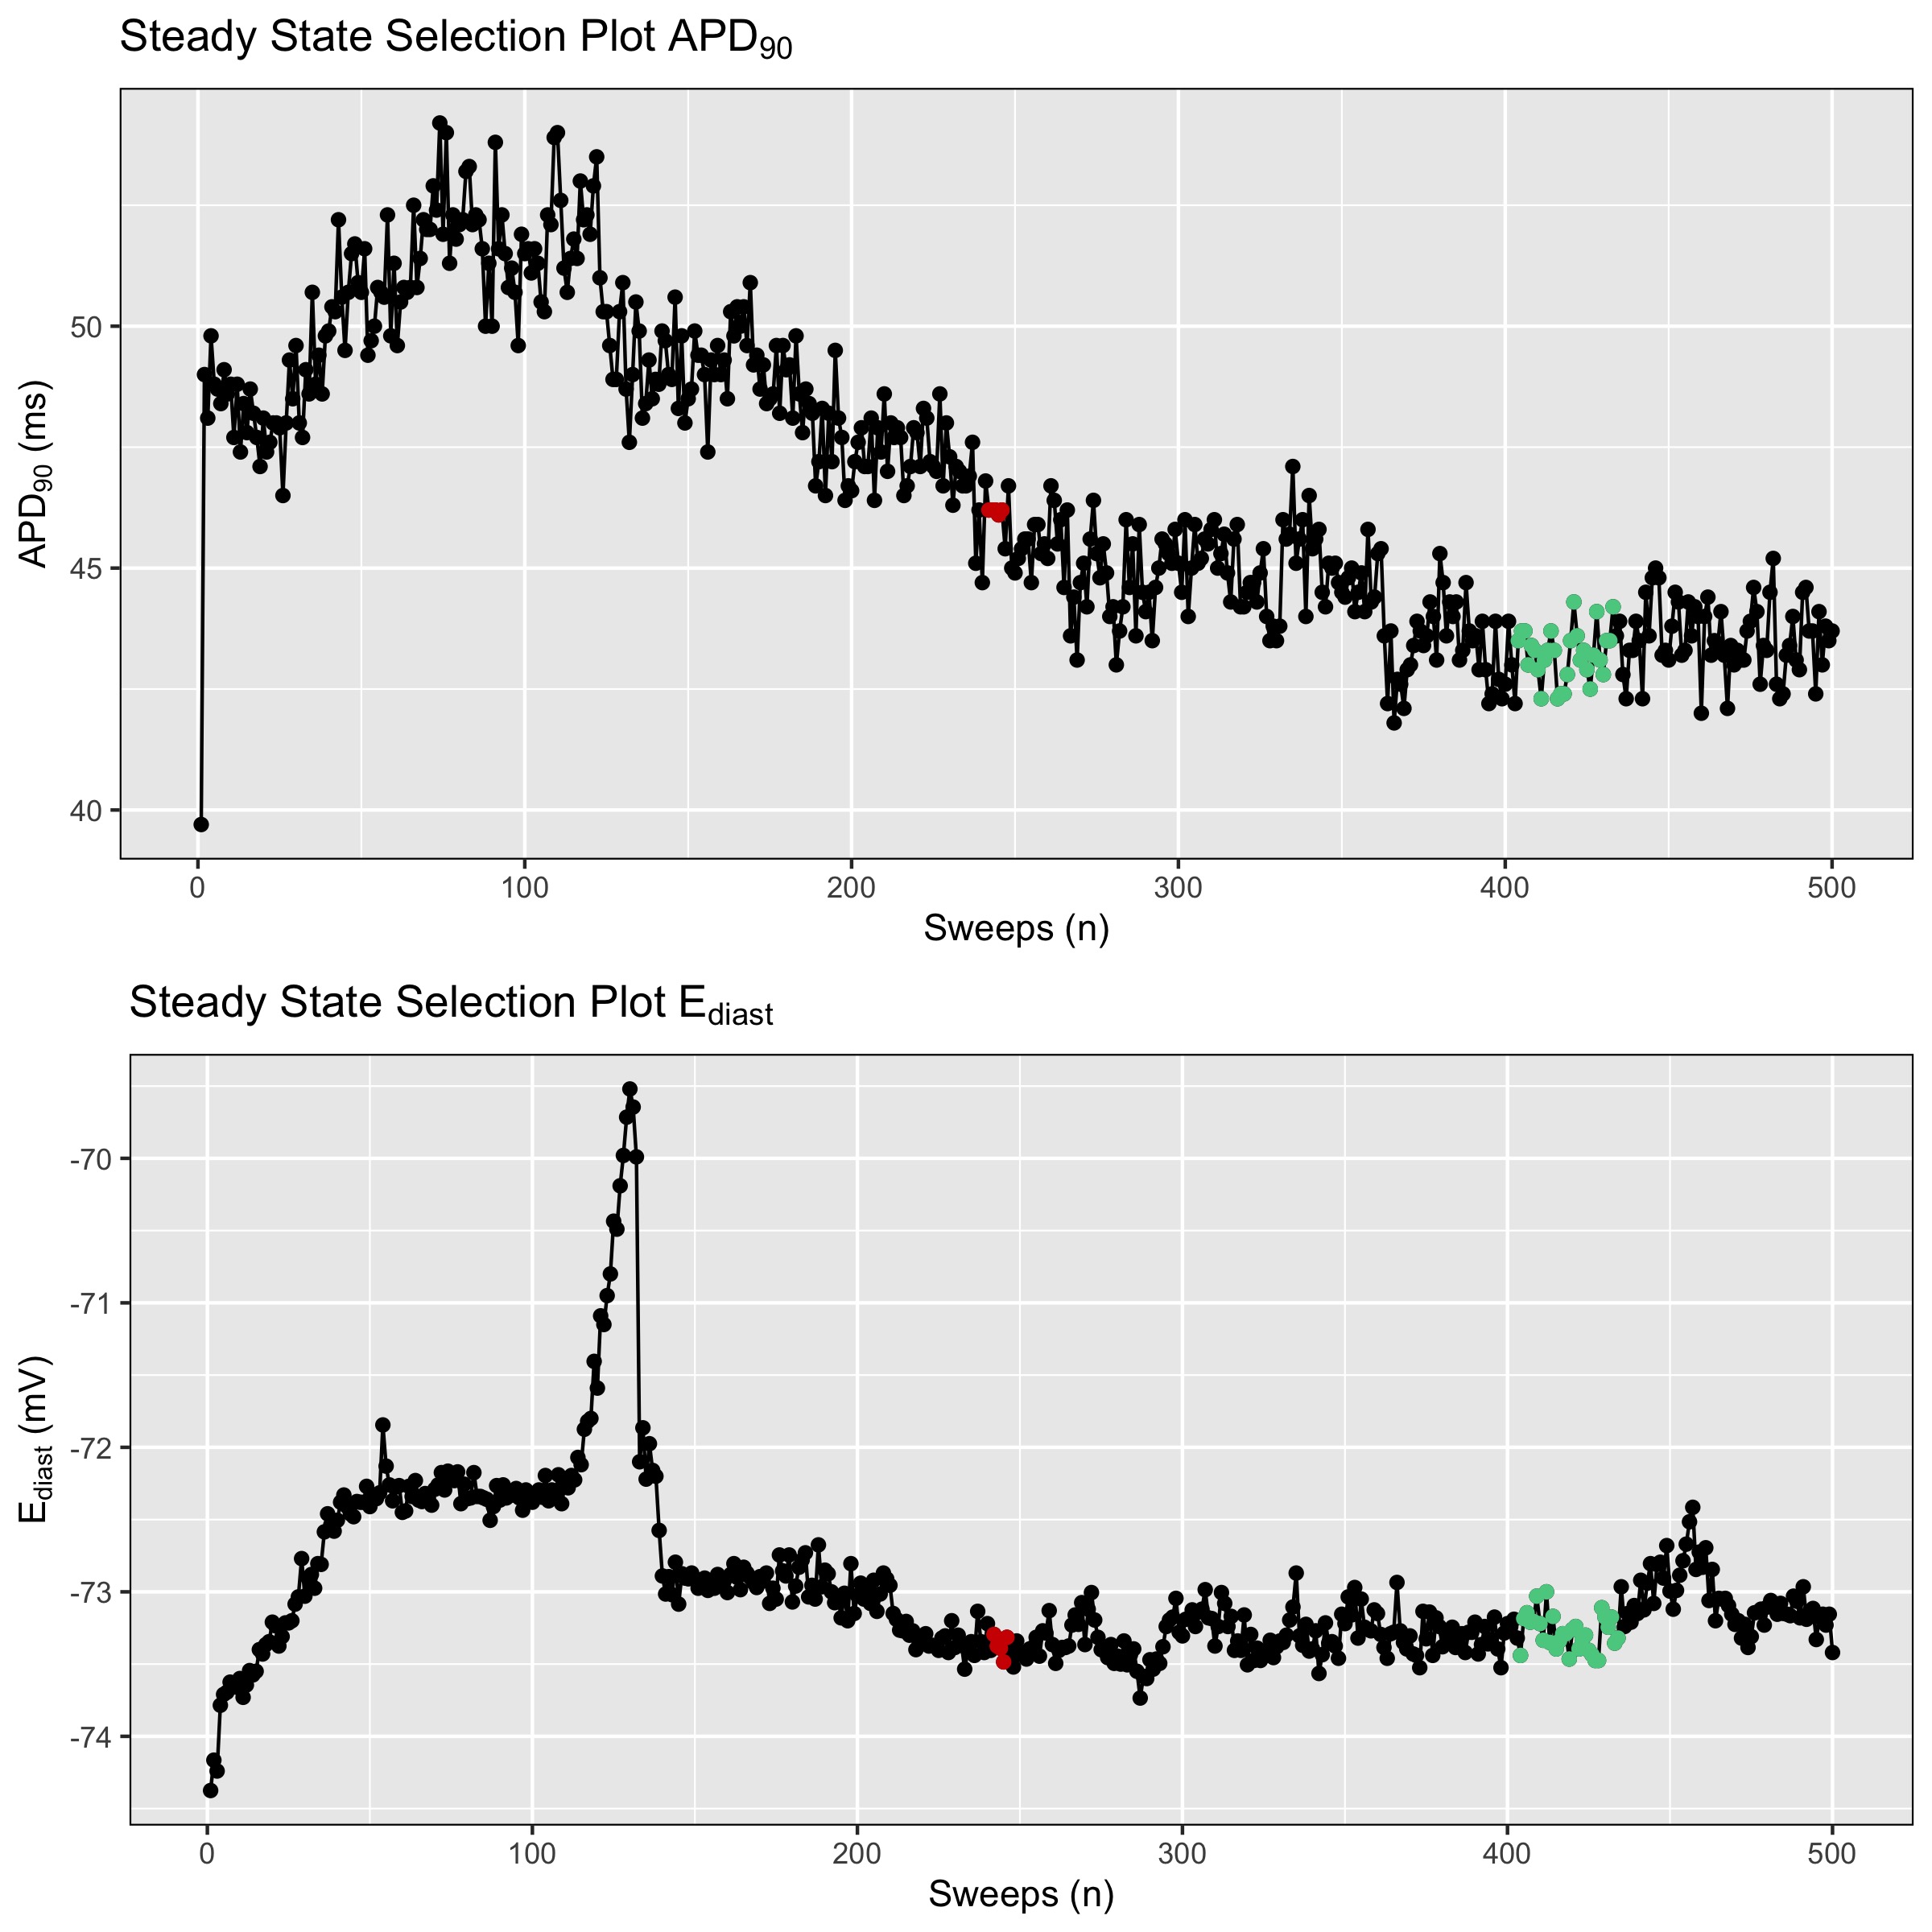 Steady State Selection Plot APD90
APD90 (ms)
50
45
40
0 100 200 300 400 500
Sweeps (n)
Steady State Selection Plot Ediast
Ediast (mV)
-70
-71
-72
-73
-74
0 100 200 300 400 500
Sweeps (n)